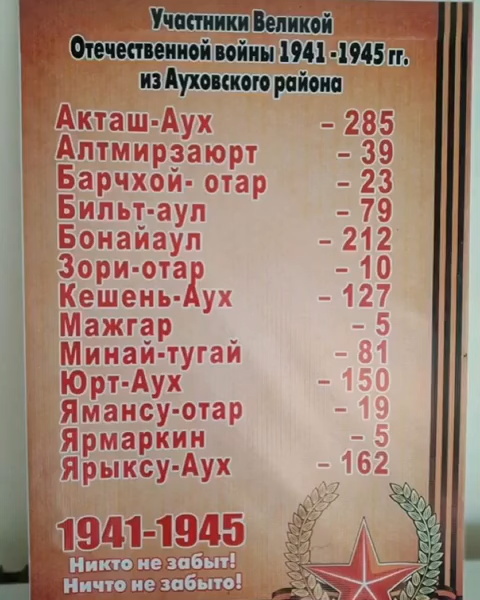 Участники Великой
Отечественной войны 1941 -1945 гг.
из Ауховского района
Акташ-Аух – 285
Алтмирзаюрт – 39
Барчхой- отар – 23
Бильт-аул – 79
Бонайаул – 212
Зори-отар – 10
Кешень-Аух – 127
Мажгар – 5
Минай-тугай – 81
Юрт-Аух – 150
Ямансу-отар – 19
Ярмаркин – 5
Ярыксу-Аух – 162
1941-1945
Никто не забыт!
Ничто не забыто!